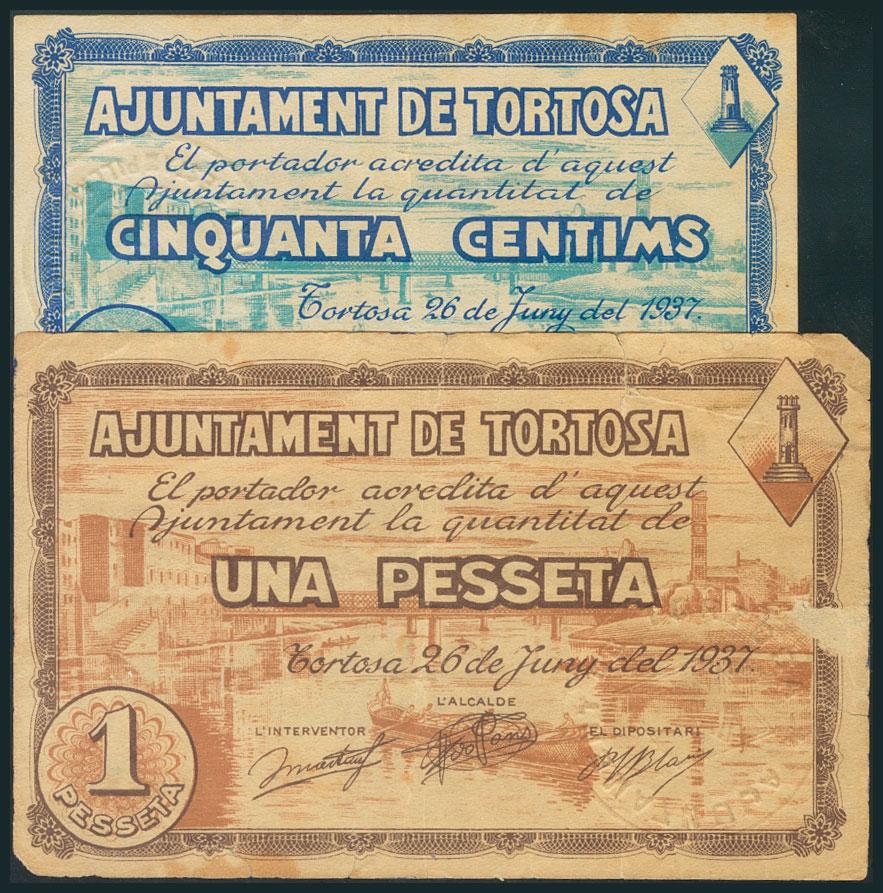 AJUNTAMENT DE TORTOSA
El portador acredita d'aquest
Ajuntament la quantitat de
CINQUANTA CENTIMS
Tortosa 26 de Juny del 1937.
AJUNTAMENT DE TORTOSA
El portador acredita d'aquest
Ajuntament la quantitat de
UNA PESSETA
Tortosa 26 de Juny del 1937.
L'ALCALDE
L'INTERVENTOR
EL DIPOSITARI
1
PESSETA